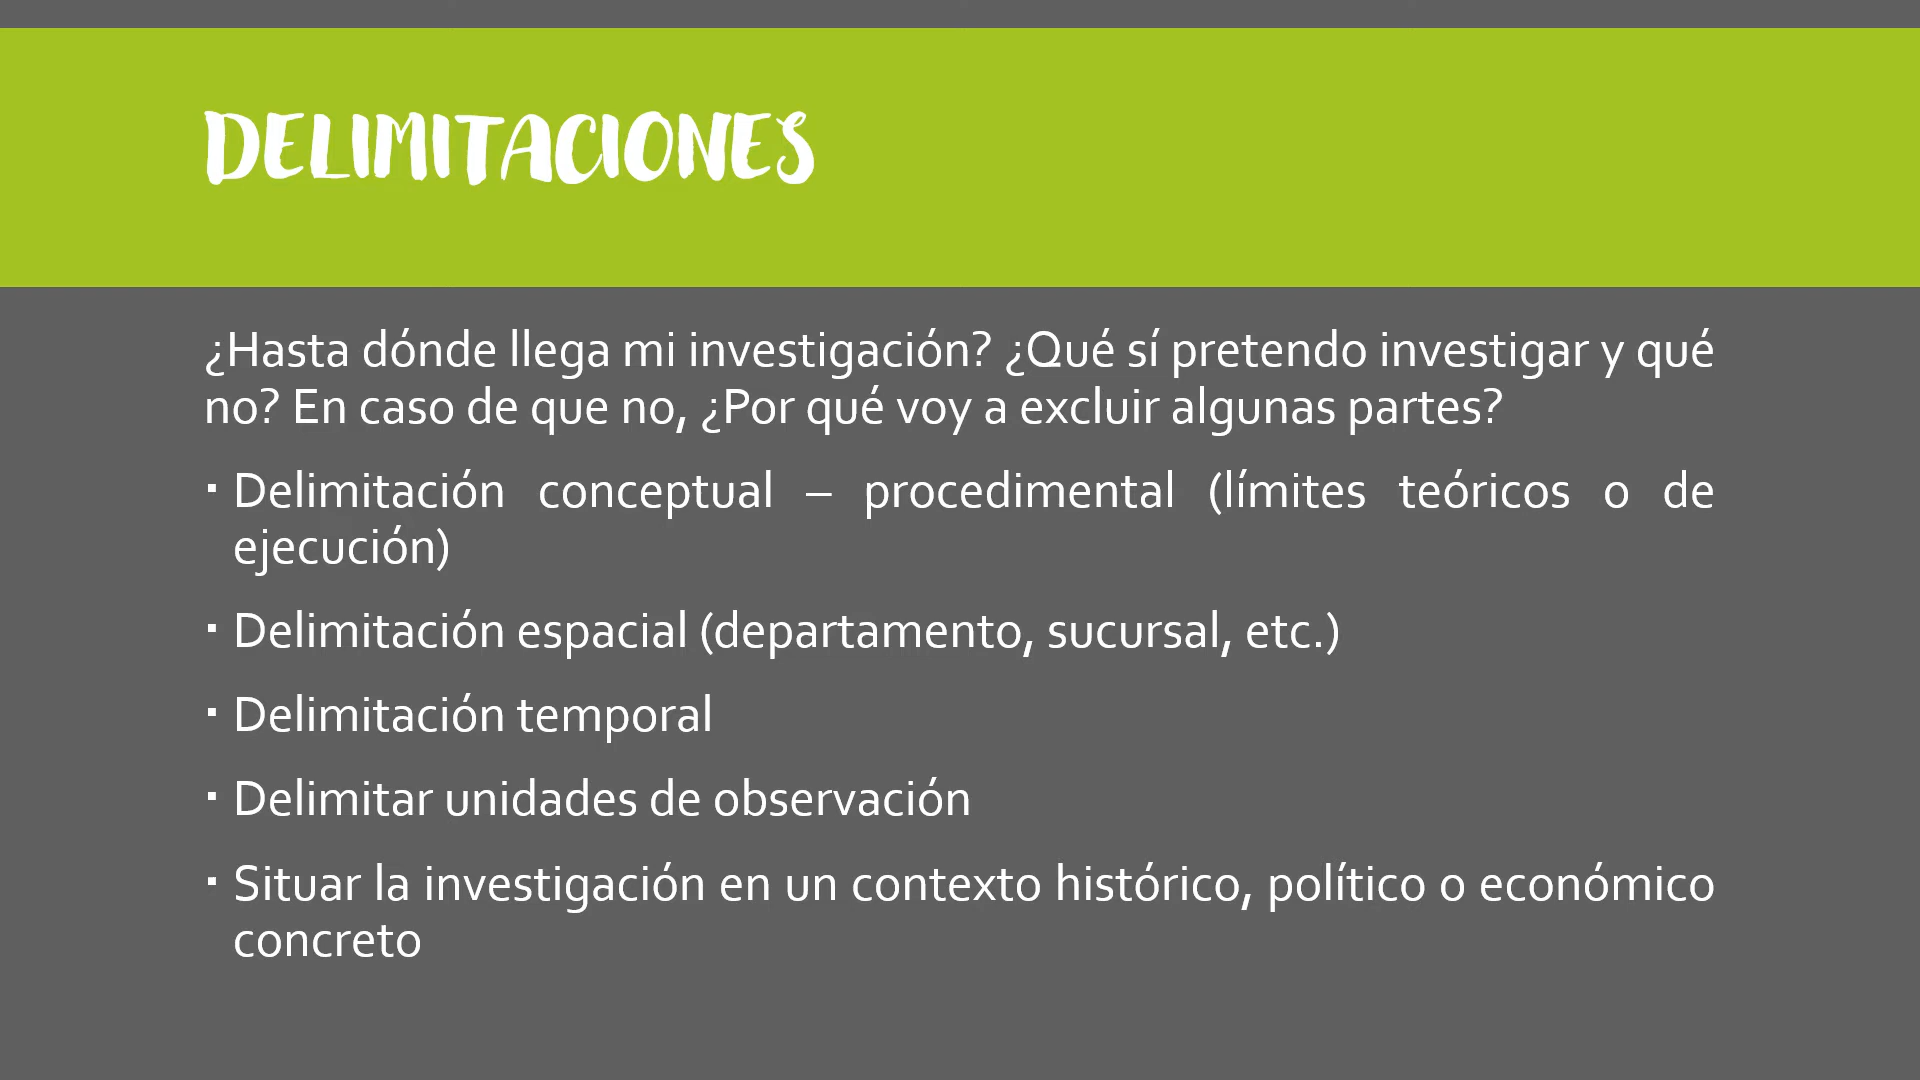 DELIMITACIONES
¿Hasta dónde llega mi investigación? ¿Qué sí pretendo investigar y qué
no? En caso de que no, ¿Por qué voy a excluir algunas partes?
▪ Delimitación conceptual – procedimental (límites teóricos o de
ejecución)
▪ Delimitación espacial (departamento, sucursal, etc.)
▪ Delimitación temporal
▪ Delimitar unidades de observación
▪ Situar la investigación en un contexto histórico, político o económico
concreto